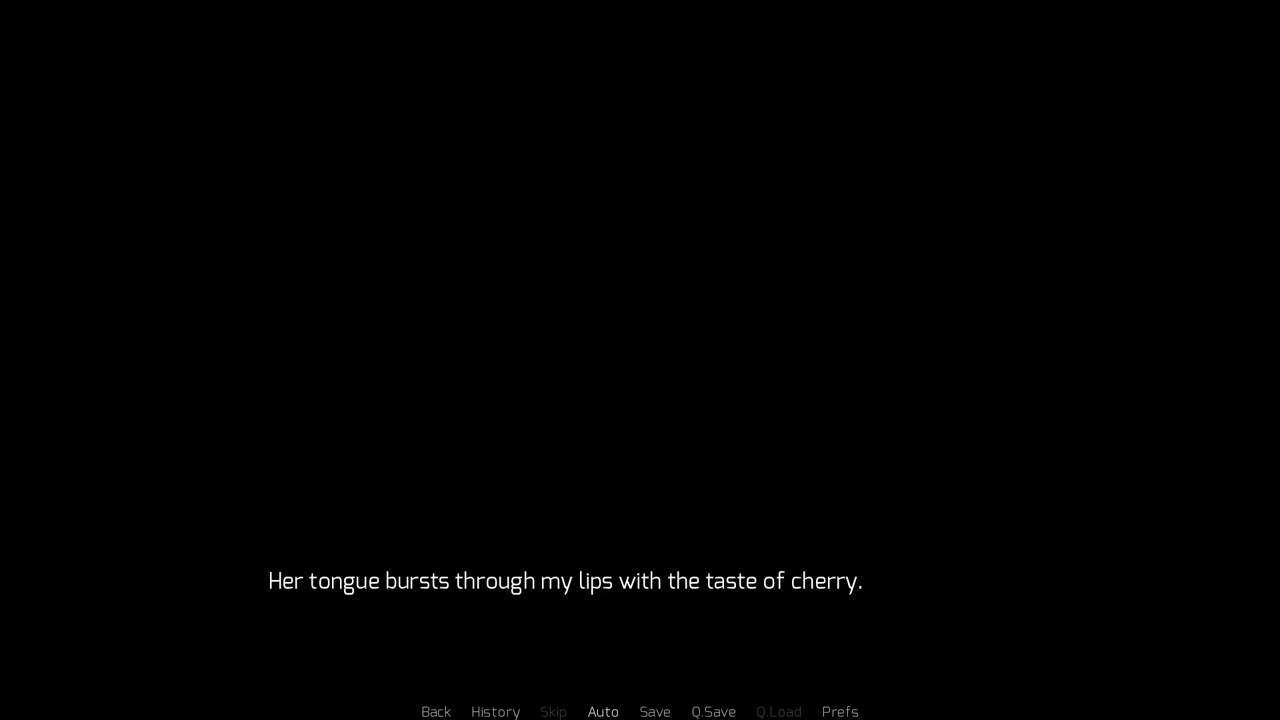 Her tongue bursts through my lips with the taste of cherry.
Back History Skip Auto Save Q.Save Q.Load Prefs